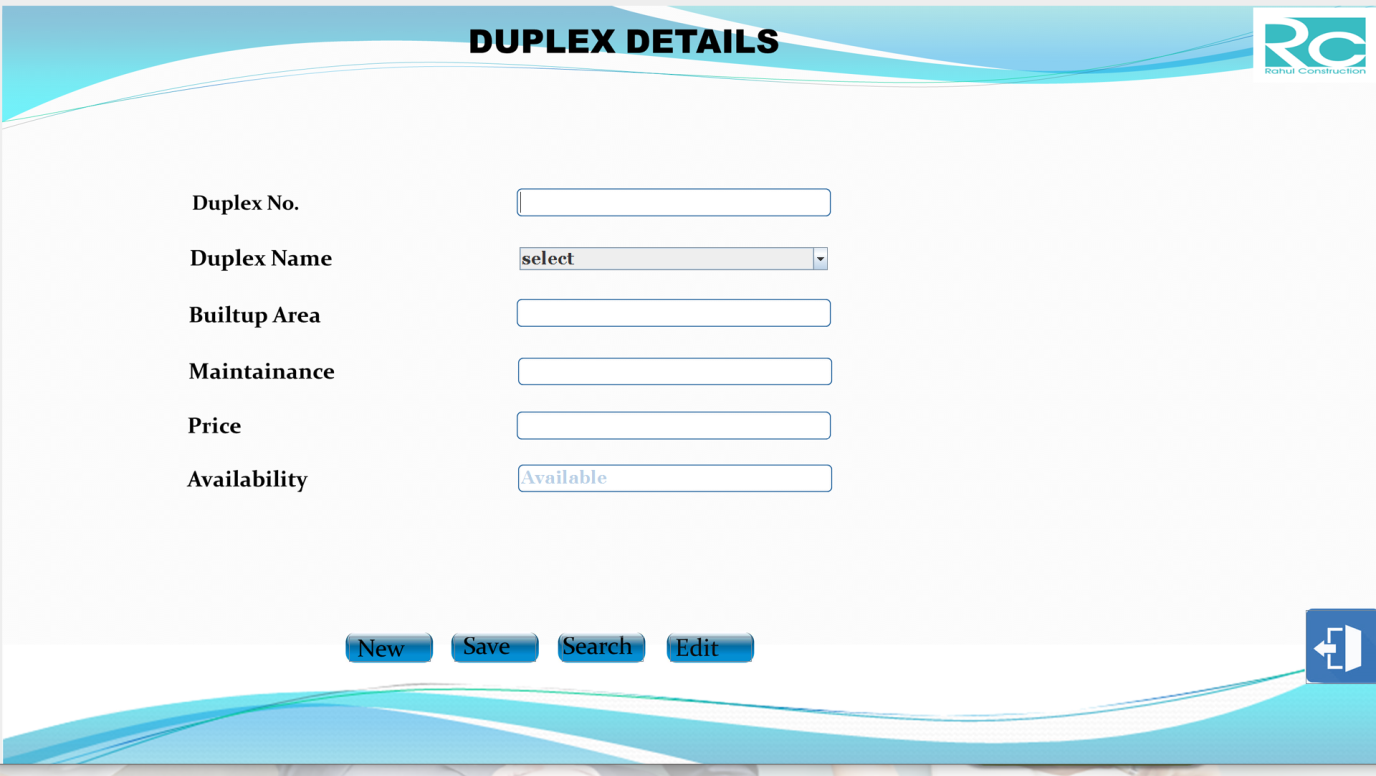 DUPLEX DETAILS
RC
Rahul Construction
Duplex No.
Duplex Name select
Builtup Area
Maintainance
Price
Availability Available
New Save Search Edit